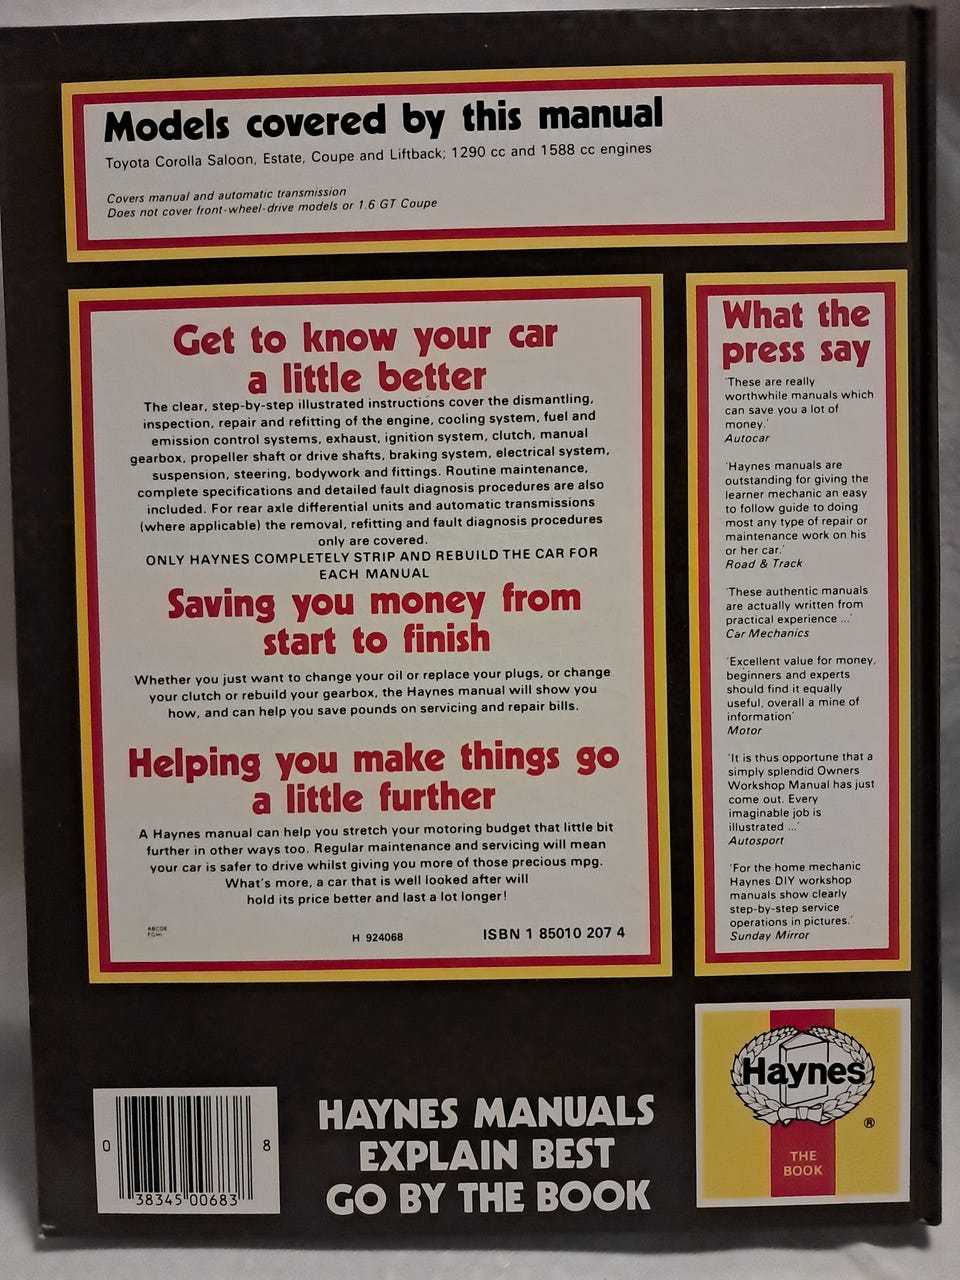 Models covered by this manual
Toyota Corolla Saloon, Estate, Coupe and Liftback; 1290 cc and 1588 cc engines
Covers manual and automatic transmission
Does not cover front-wheel-drive models or 1.6 GT Coupe
Get to know your car
a little better
The clear, step-by-step illustrated instructions cover the dismantling,
inspection, repair and refitting of the engine, cooling system, fuel and
emission control systems, exhaust, ignition system, clutch, manual
gearbox, propeller shaft or drive shafts, braking system, electrical system,
suspension, steering, bodywork and fittings. Routine maintenance,
complete specifications and detailed fault diagnosis procedures are also
included. For rear axle differential units and automatic transmissions
(where applicable) the removal, refitting and fault diagnosis procedures
only are covered.
ONLY HAYNES COMPLETELY STRIP AND REBUILD THE CAR FOR
EACH MANUAL
Saving you money from
start to finish
Whether you just want to change your oil or replace your plugs, or change
your clutch or rebuild your gearbox, the Haynes manual will show you
how, and can help you save pounds on servicing and repair bills.
Helping you make things go
a little further
A Haynes manual can help you stretch your motoring budget that little bit
further in other ways too. Regular maintenance and servicing will mean
your car is safer to drive whilst giving you more of those precious mpg.
What's more, a car that is well looked after will
hold its price better and last a lot longer!
ABCDE
FGHI
H 924068
ISBN 1 85010 207 4
What the
press say
'These are really
worthwhile manuals which
can save you a lot of
money.'
Autocar
'Haynes manuals are
outstanding for giving the
learner mechanic an easy
to follow guide to doing
most any type of repair or
maintenance work on his
or her car.'
Road & Track
'These authentic manuals
are actually written from
practical experience ...'
Car Mechanics
'Excellent value for money,
beginners and experts
should find it equally
useful, overall a mine of
information'
Motor
'It is thus opportune that a
simply splendid Owners
Workshop Manual has just
come out. Every
imaginable job is
illustrated ...'
Autosport
'For the home mechanic
Haynes DIY workshop
manuals show clearly
step-by-step service
operations in pictures.'
Sunday Mirror
0 38345 00683 8
HAYNES MANUALS
EXPLAIN BEST
GO BY THE BOOK
Haynes
®
THE
BOOK